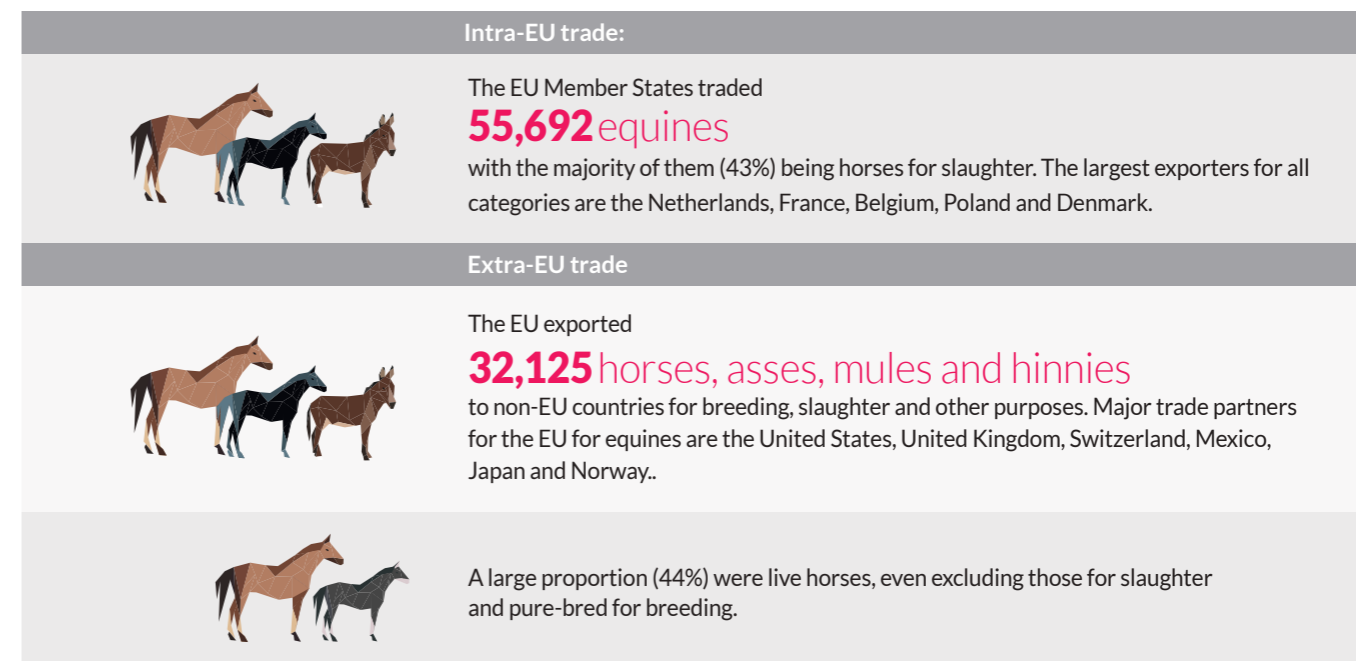 Intra-EU trade:
The EU Member States traded
55,692 equines
with the majority of them (43%) being horses for slaughter. The largest exporters for all
categories are the Netherlands, France, Belgium, Poland and Denmark.
Extra-EU trade
The EU exported
32,125 horses, asses, mules and hinnies
to non-EU countries for breeding, slaughter and other purposes. Major trade partners
for the EU for equines are the United States, United Kingdom, Switzerland, Mexico,
Japan and Norway..
A large proportion (44%) were live horses, even excluding those for slaughter
and pure-bred for breeding.